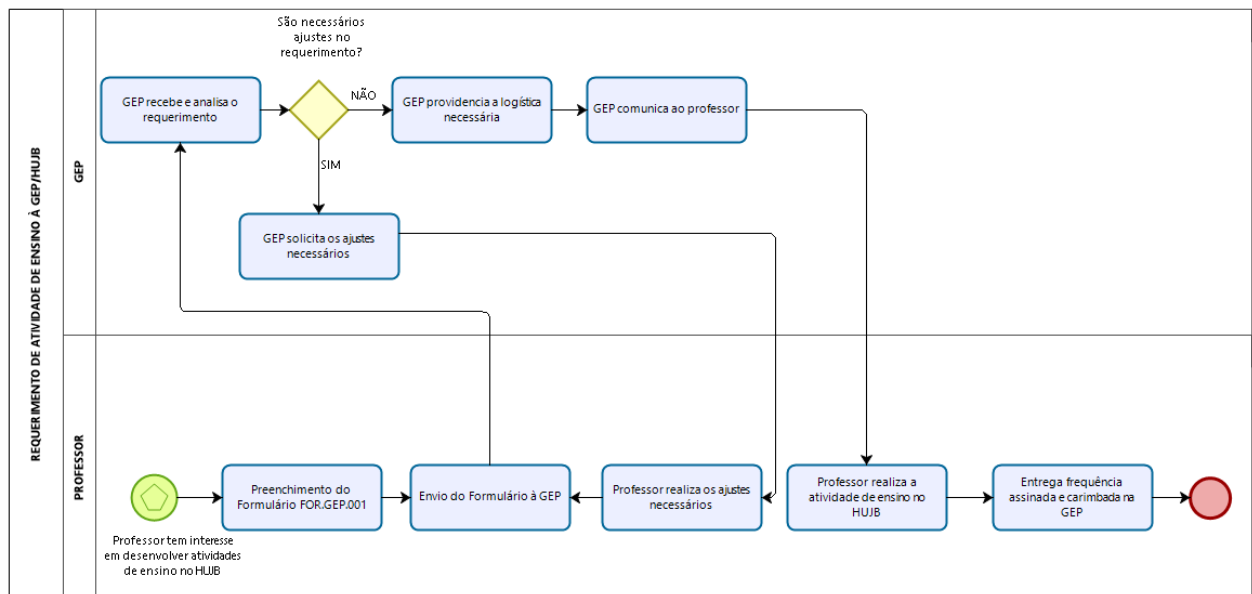 REQUERIMENTO DE ATIVIDADE DE ENSINO À GEP/HUJB
GEP
São necessários
ajustes no
requerimento?
GEP recebe e analisa o
requerimento
NÃO
GEP providencia a logística
necessária
GEP comunica ao professor
SIM
GEP solicita os ajustes
necessários
PROFESSOR
Professor tem interesse
em desenvolver atividades
de ensino no HUJB
Preenchimento do
Formulário FOR.GEP.001
Envio do Formulário à GEP
Professor realiza os ajustes
necessários
Professor realiza a
atividade de ensino no
HUJB
Entrega frequência
assinada e carimbada na
GEP